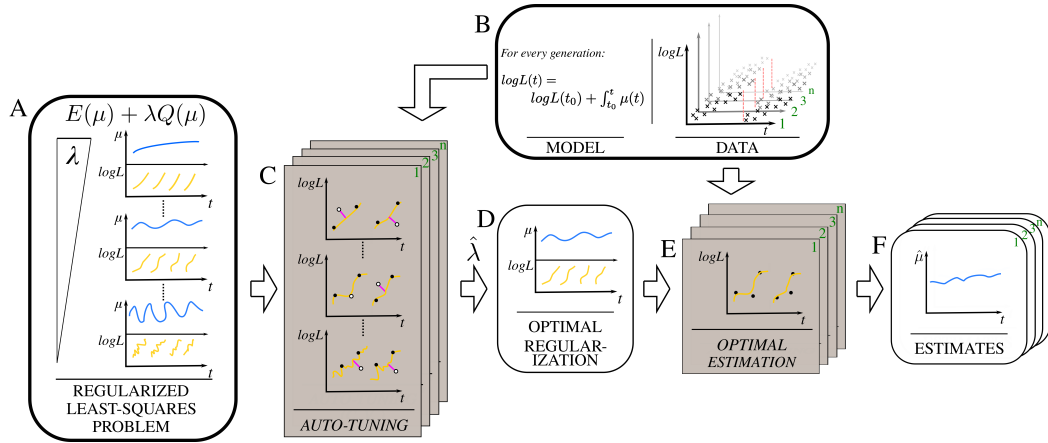 A
E(μ) + λQ(μ)
λ
μ
logL
t
μ
logL
t
μ
logL
t
REGULARIZED
LEAST-SQUARES
PROBLEM
B
For every generation:
logL(t) =
logL(t₀) + ∫ₜ₀ᵗ μ(t)
MODEL
logL
t
1
2
3
n
DATA
C
1
2
3
n
logL
t
logL
t
logL
t
AUTO-TUNING
λ̂
D
μ
logL
t
OPTIMAL
REGULAR-
IZATION
E
1
2
3
n
logL
t
OPTIMAL
ESTIMATION
F
1
2
3
n
μ̂
t
ESTIMATES